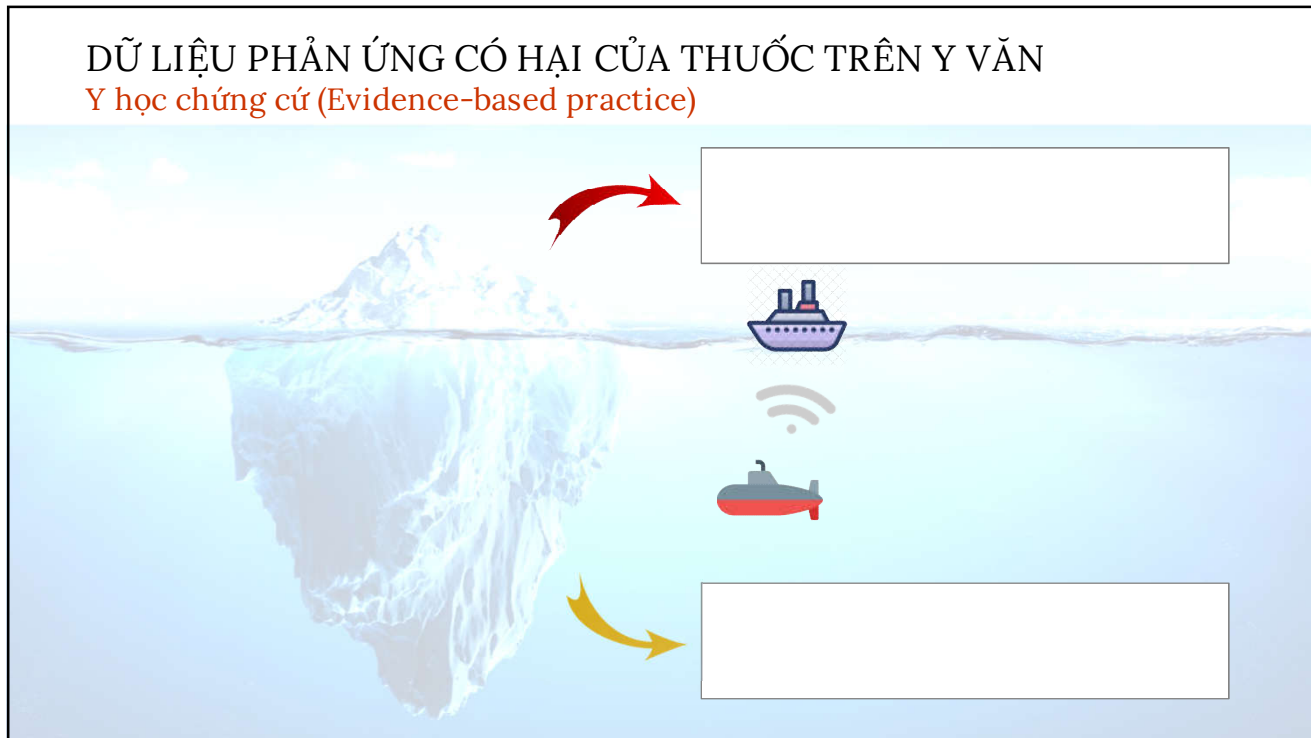 DỮ LIỆU PHẢN ỨNG CÓ HẠI CỦA THUỐC TRÊN Y VĂN
Y học chứng cứ (Evidence-based practice)